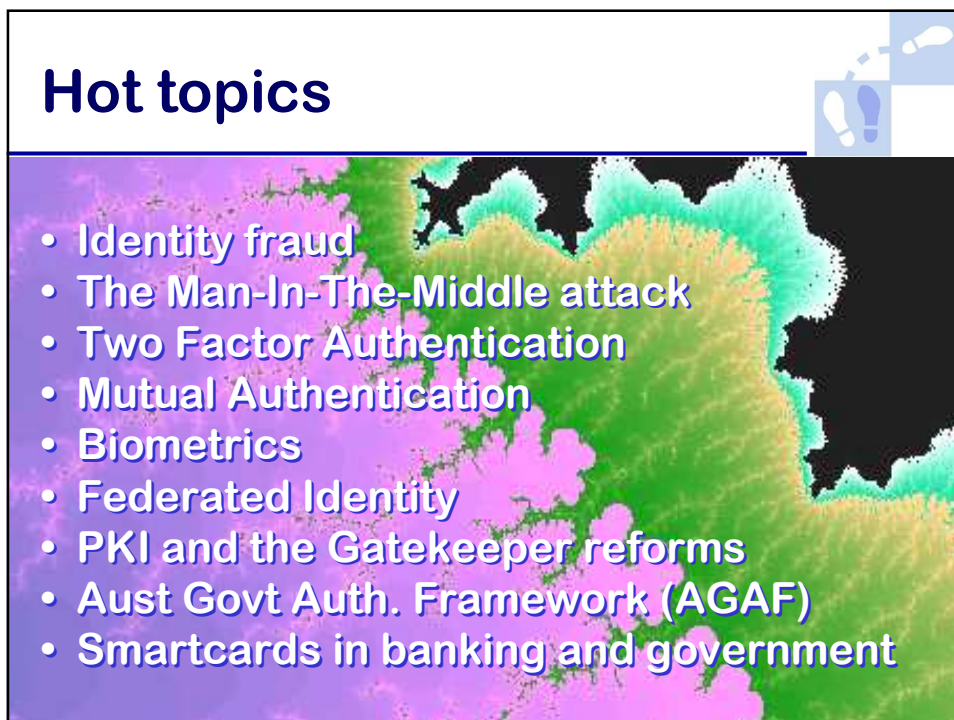 Hot topics
• Identity fraud
• The Man-In-The-Middle attack
• Two Factor Authentication
• Mutual Authentication
• Biometrics
• Federated Identity
• PKI and the Gatekeeper reforms
• Aust Govt Auth. Framework (AGAF)
• Smartcards in banking and government